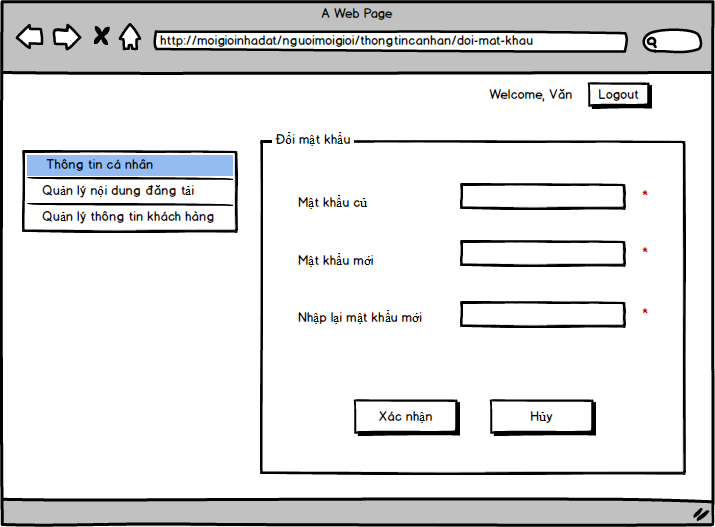 A Web Page
http://moigioinhadat/nguoimoigioi/thongtincanhan/doi-mat-khau
Welcome, Văn
Logout
Thông tin cá nhân
Quản lý nội dung đăng tải
Quản lý thông tin khách hàng
Đổi mật khẩu
Mật khẩu cũ
*
Mật khẩu mới
*
Nhập lại mật khẩu mới
*
Xác nhận
Hủy